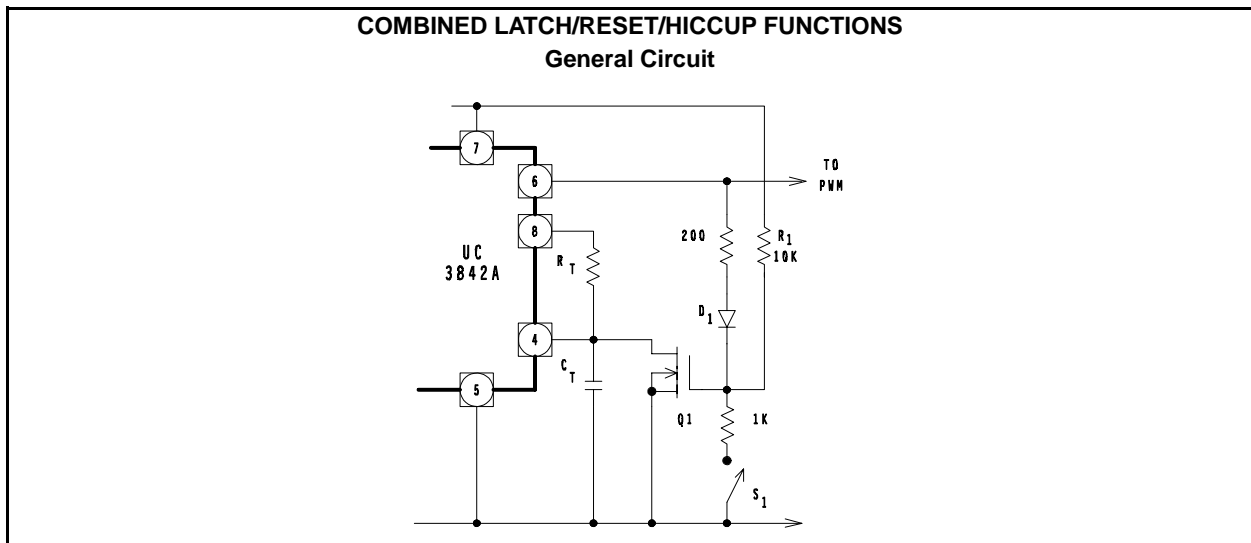 COMBINED LATCH/RESET/HICCUP FUNCTIONS
General Circuit
7
TO
PWM
6
8
200
R1
10K
UC
3842A
RT
D1
4
CT
5
Q1
1K
S1